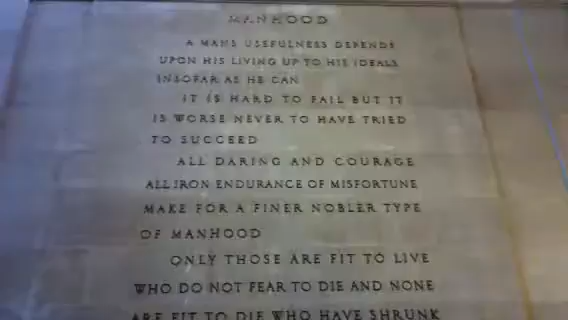 MANHOOD
A MANS USEFULNESS DEPENDS
UPON HIS LIVING UP TO HIS IDEALS
INSOFAR AS HE CAN
IT IS HARD TO FAIL BUT IT
IS WORSE NEVER TO HAVE TRIED
TO SUCCEED
ALL DARING AND COURAGE
ALL IRON ENDURANCE OF MISFORTUNE
MAKE FOR A FINER NOBLER TYPE
OF MANHOOD
ONLY THOSE ARE FIT TO LIVE
WHO DO NOT FEAR TO DIE AND NONE
ARE FIT TO DIE WHO HAVE SHRUNK